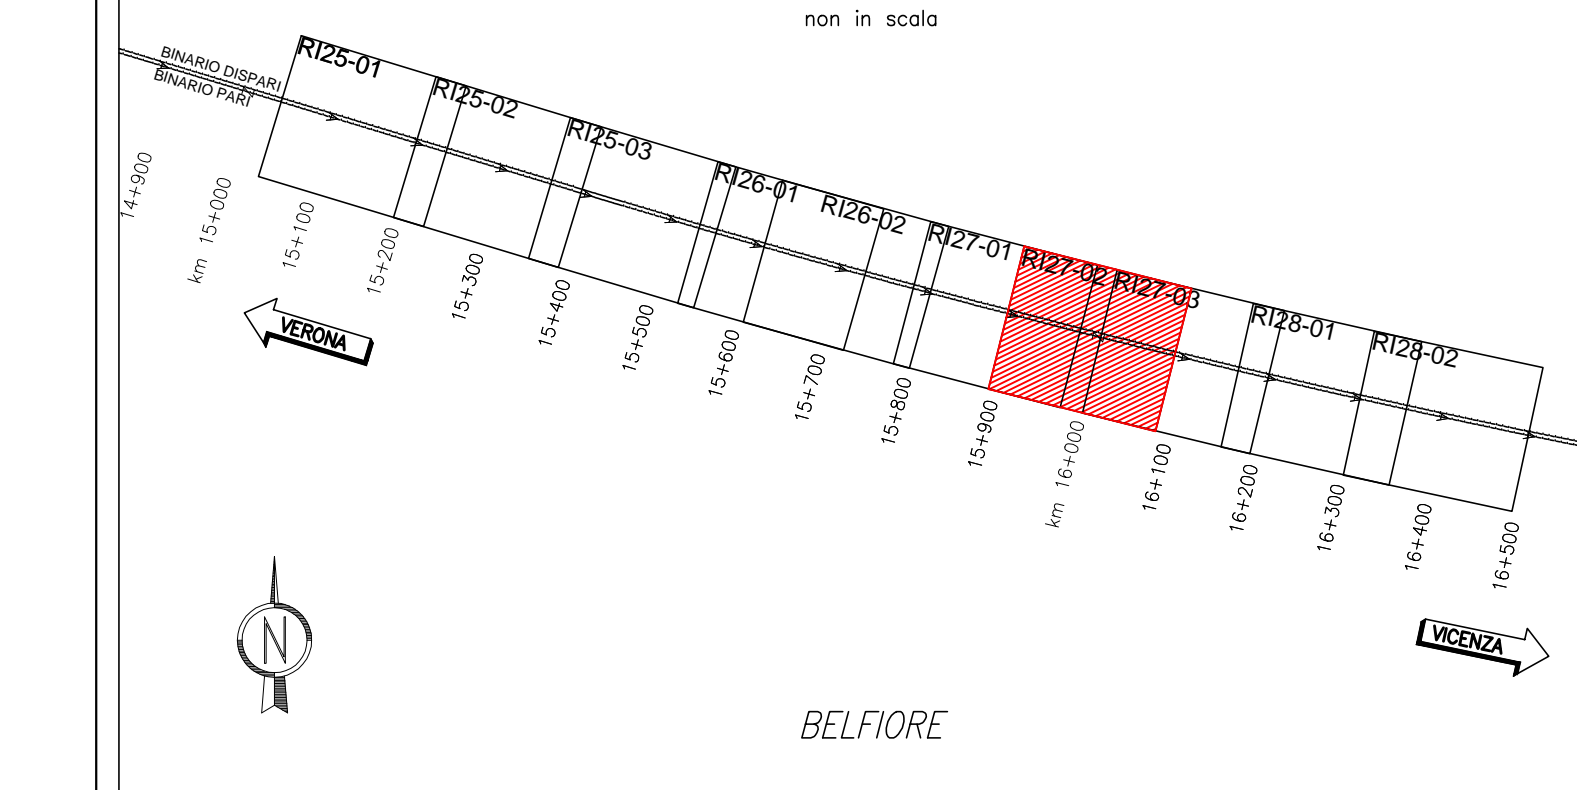 non in scala
BINARIO DISPARI
BINARIO PARI
RI25-01
RI25-02
RI25-03
RI26-01
RI26-02
RI27-01
RI27-02
RI27-03
RI28-01
RI28-02
14+900
km 15+000
15+100
15+200
15+300
15+400
15+500
15+600
15+700
15+800
15+900
km 16+000
16+100
16+200
16+300
16+400
16+500
VERONA
VICENZA
N
BELFIORE